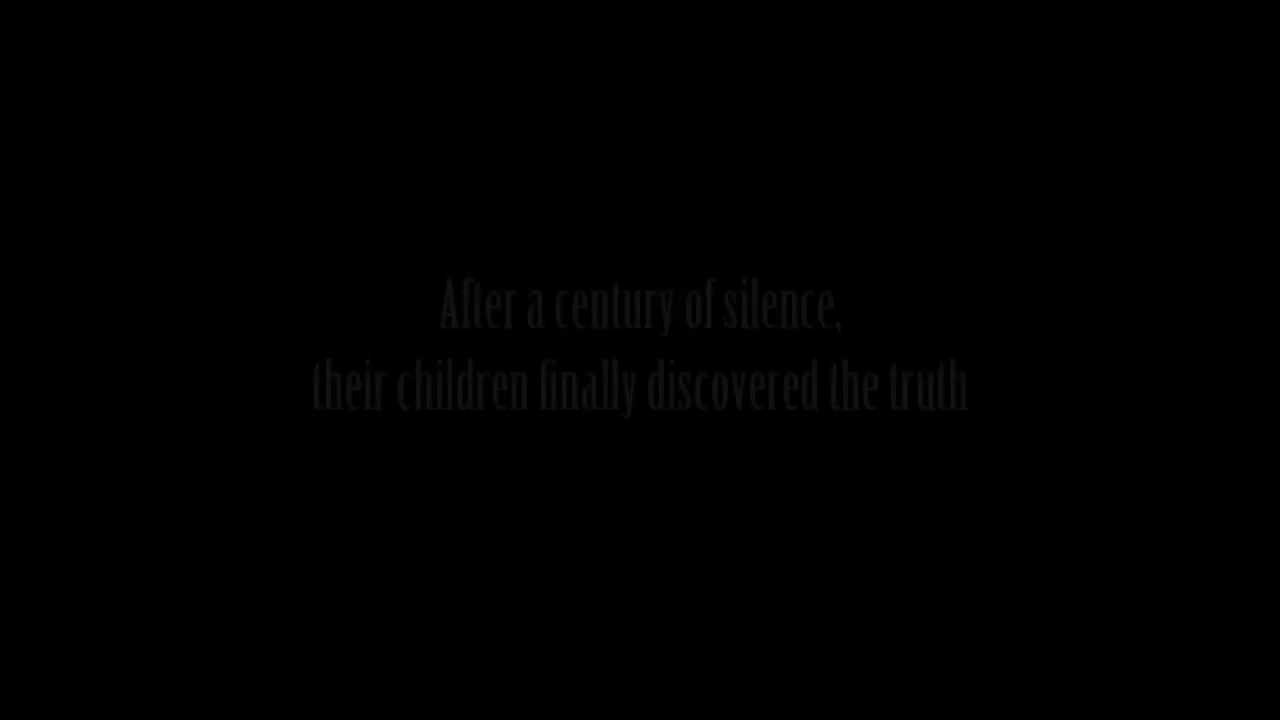 After a century of silence,
their children finally discovered the truth